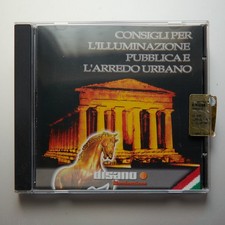 CONSIGLI PER
L'ILLUMINAZIONE
PUBBLICA E
L'ARREDO URBANO
disano